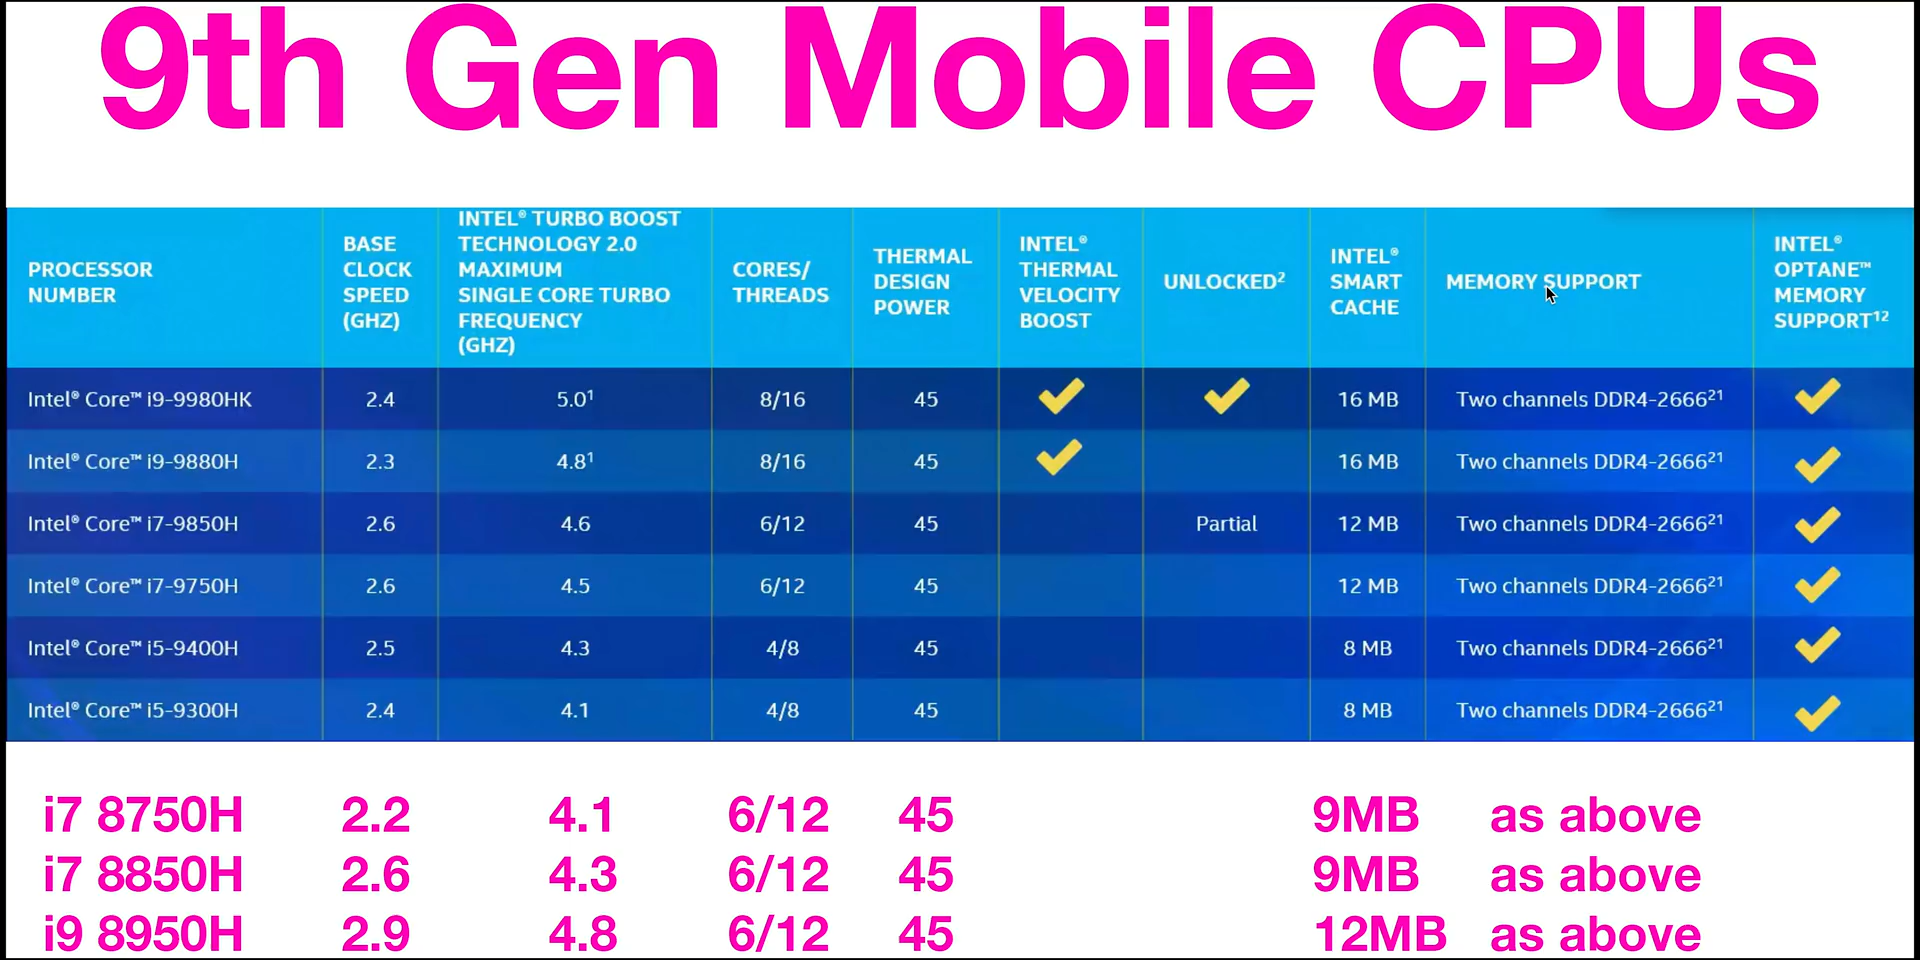 9th Gen Mobile CPUs
PROCESSOR NUMBER BASE CLOCK SPEED (GHZ) INTEL® TURBO BOOST TECHNOLOGY 2.0 MAXIMUM SINGLE CORE TURBO FREQUENCY (GHZ) CORES/ THREADS THERMAL DESIGN POWER INTEL® THERMAL VELOCITY BOOST UNLOCKED² INTEL® SMART CACHE MEMORY SUPPORT INTEL® OPTANE™ MEMORY SUPPORT¹²
Intel® Core™ i9-9980HK 2.4 5.0¹ 8/16 45 ✓ ✓ 16 MB Two channels DDR4-2666²¹ ✓
Intel® Core™ i9-9880H 2.3 4.8¹ 8/16 45 ✓ 16 MB Two channels DDR4-2666²¹ ✓
Intel® Core™ i7-9850H 2.6 4.6 6/12 45 Partial 12 MB Two channels DDR4-2666²¹ ✓
Intel® Core™ i7-9750H 2.6 4.5 6/12 45 12 MB Two channels DDR4-2666²¹ ✓
Intel® Core™ i5-9400H 2.5 4.3 4/8 45 8 MB Two channels DDR4-2666²¹ ✓
Intel® Core™ i5-9300H 2.4 4.1 4/8 45 8 MB Two channels DDR4-2666²¹ ✓
i7 8750H 2.2 4.1 6/12 45 9MB as above
i7 8850H 2.6 4.3 6/12 45 9MB as above
i9 8950H 2.9 4.8 6/12 45 12MB as above